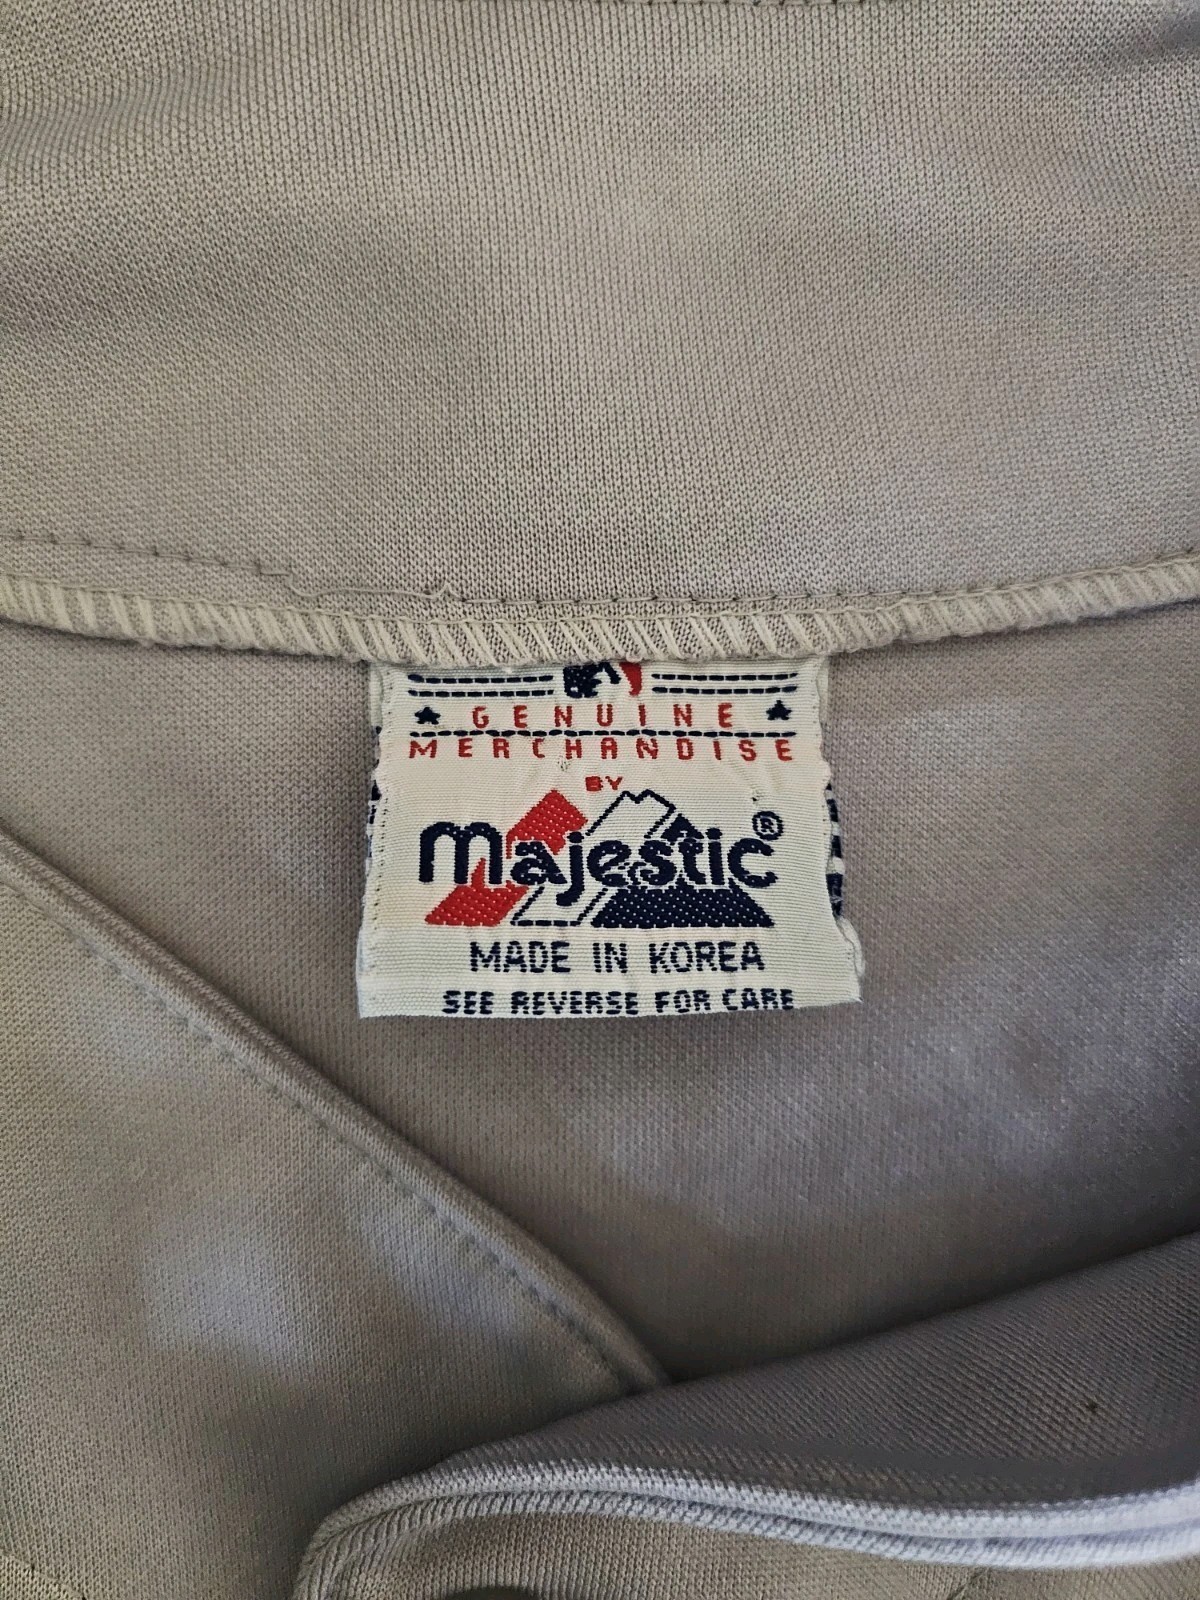 GENUINE
MERCHANDISE
BY
Majestic®
MADE IN KOREA
SEE REVERSE FOR CARE